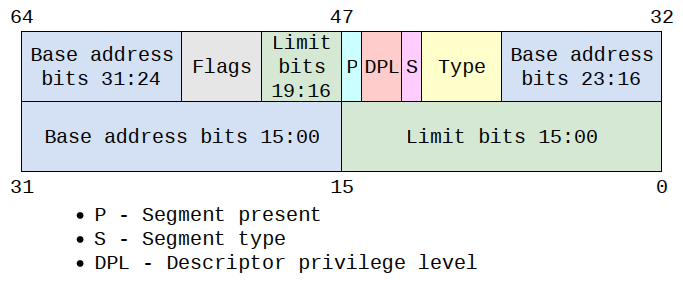 64 47 32
Base address
bits 31:24
Flags
Limit
bits
19:16
P
DPL
S
Type
Base address
bits 23:16
Base address bits 15:00
Limit bits 15:00
31 15 0
• P - Segment present
• S - Segment type
• DPL - Descriptor privilege level